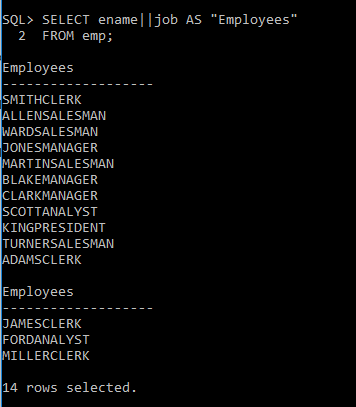 SQL> SELECT ename||job AS "Employees"
2 FROM emp;
Employees
-------------------
SMITHCLERK
ALLENSALESMAN
WARDSALESMAN
JONESMANAGER
MARTINSALESMAN
BLAKEMANAGER
CLARKMANAGER
SCOTTANALYST
KINGPRESIDENT
TURNERSALESMAN
ADAMSCLERK
Employees
-------------------
JAMESCLERK
FORDANALYST
MILLERCLERK
14 rows selected.